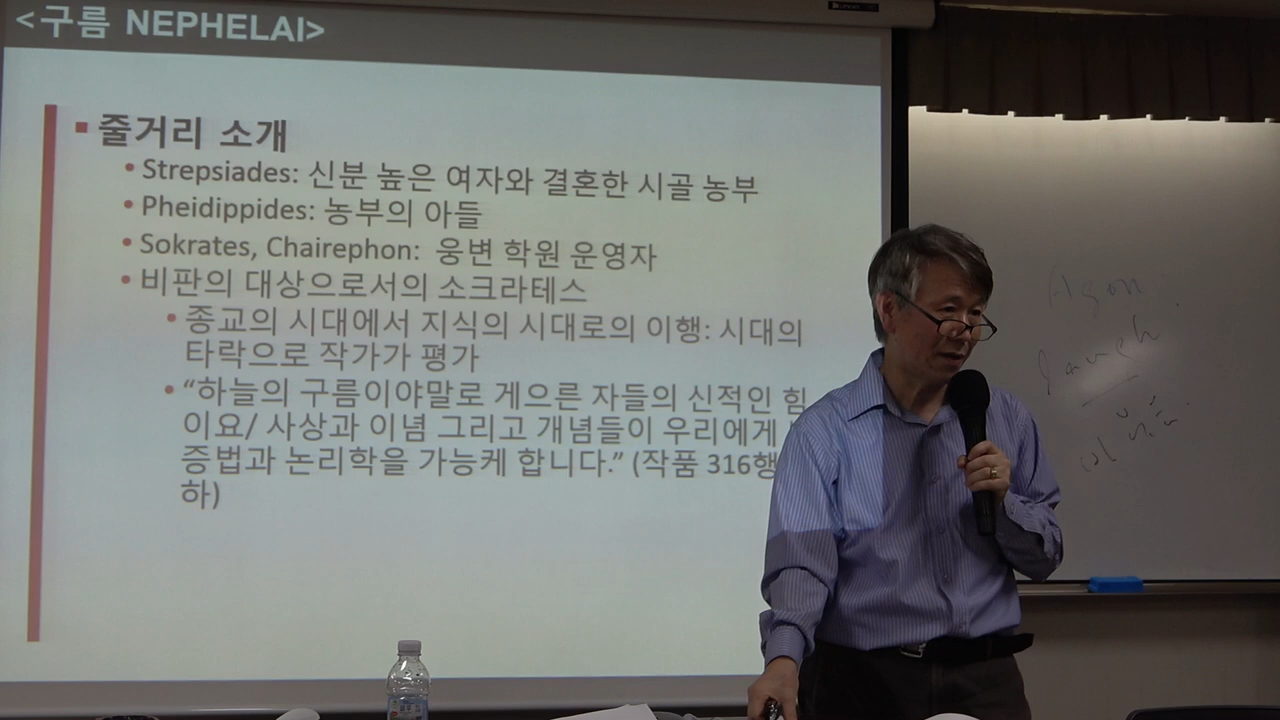 <구름 NEPHELAI>
줄거리 소개
Strepsiades: 신분 높은 여자와 결혼한 시골 농부
Pheidippides: 농부의 아들
Sokrates, Chairephon: 웅변 학원 운영자
비판의 대상으로서의 소크라테스
종교의 시대에서 지식의 시대로의 이행: 시대의
타락으로 작가가 평가
“하늘의 구름이야말로 게으른 자들의 신적인 힘
이요/ 사상과 이념 그리고 개념들이 우리에게
증법과 논리학을 가능케 합니다.” (작품 316행
하)
Agon